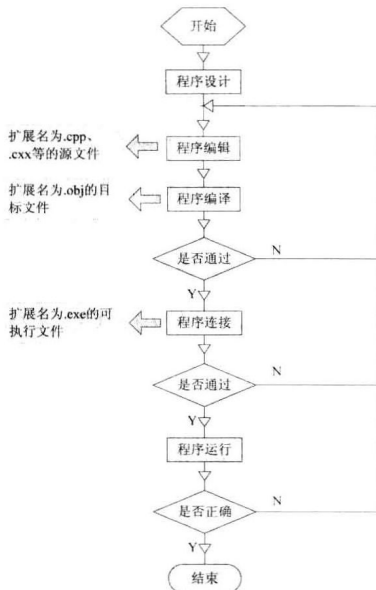 开始
程序设计
扩展名为.cpp、
.cxx等的源文件
程序编辑
扩展名为.obj的目
标文件
程序编译
是否通过
N
Y
扩展名为.exe的可
执行文件
程序连接
是否通过
N
Y
程序运行
是否正确
N
Y
结束